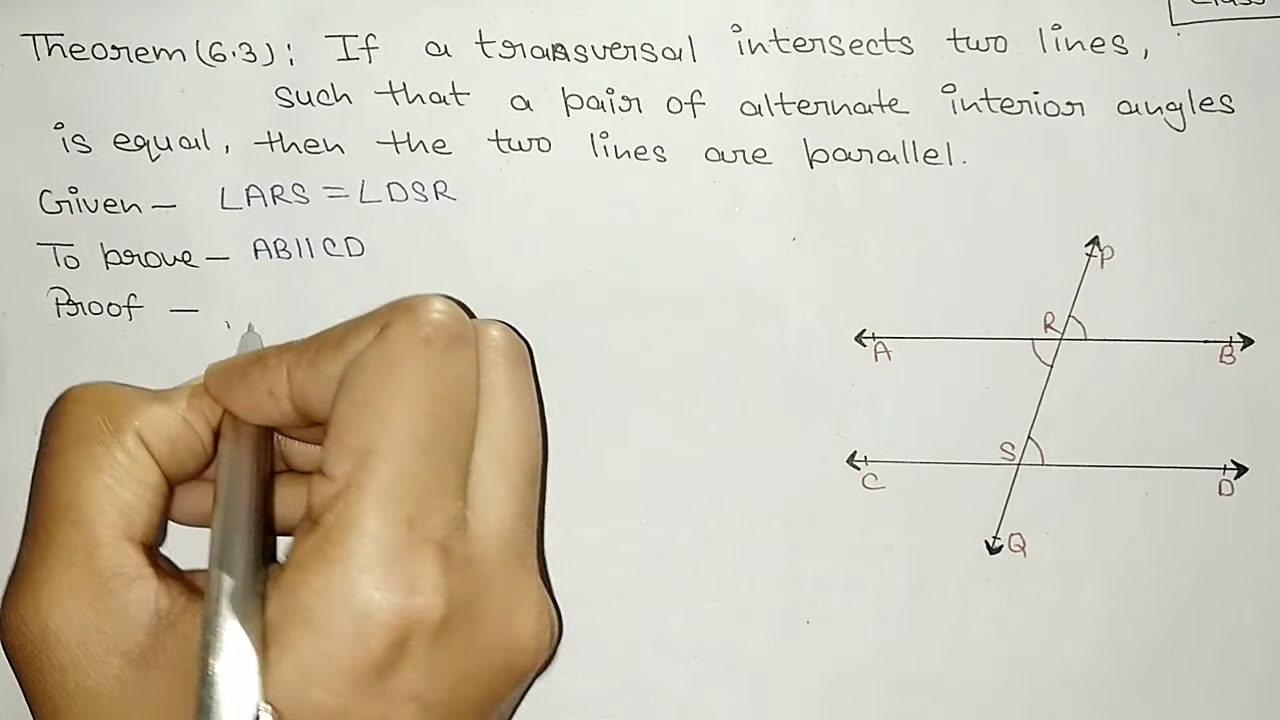 Theorem (6.3): If a transversal intersects two lines,
such that a pair of alternate interior angles
is equal, then the two lines are parallel.
Given — ∠ARS = ∠DSR
To prove — AB || CD
Proof —
P
R
A
B
S
C
D
Q